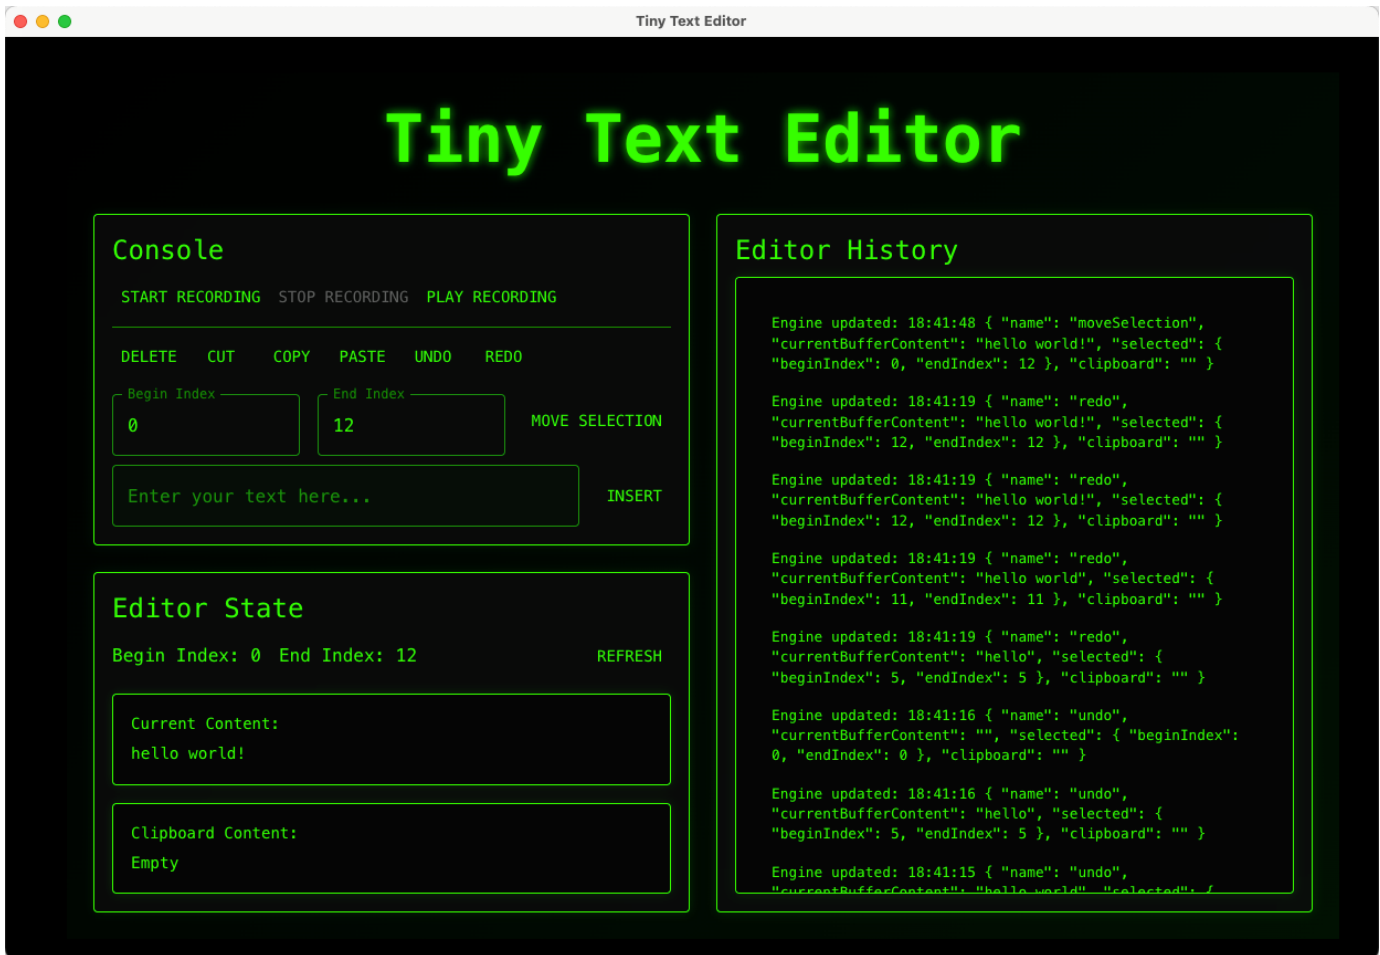 Tiny Text Editor
Tiny Text Editor
Console
START RECORDING STOP RECORDING PLAY RECORDING
DELETE CUT COPY PASTE UNDO REDO
Begin Index End Index
0 12 MOVE SELECTION
Enter your text here... INSERT
Editor State
Begin Index: 0 End Index: 12 REFRESH
Current Content:
hello world!
Clipboard Content:
Empty
Editor History
Engine updated: 18:41:48 { "name": "moveSelection",
"currentBufferContent": "hello world!", "selected": {
"beginIndex": 0, "endIndex": 12 }, "clipboard": "" }
Engine updated: 18:41:19 { "name": "redo",
"currentBufferContent": "hello world!", "selected": {
"beginIndex": 12, "endIndex": 12 }, "clipboard": "" }
Engine updated: 18:41:19 { "name": "redo",
"currentBufferContent": "hello world!", "selected": {
"beginIndex": 12, "endIndex": 12 }, "clipboard": "" }
Engine updated: 18:41:19 { "name": "redo",
"currentBufferContent": "hello world", "selected": {
"beginIndex": 11, "endIndex": 11 }, "clipboard": "" }
Engine updated: 18:41:19 { "name": "redo",
"currentBufferContent": "hello", "selected": {
"beginIndex": 5, "endIndex": 5 }, "clipboard": "" }
Engine updated: 18:41:16 { "name": "undo",
"currentBufferContent": "", "selected": { "beginIndex":
0, "endIndex": 0 }, "clipboard": "" }
Engine updated: 18:41:16 { "name": "undo",
"currentBufferContent": "hello", "selected": {
"beginIndex": 5, "endIndex": 5 }, "clipboard": "" }
Engine updated: 18:41:15 { "name": "undo",
"currentBufferContent": "hello world", "selected": {